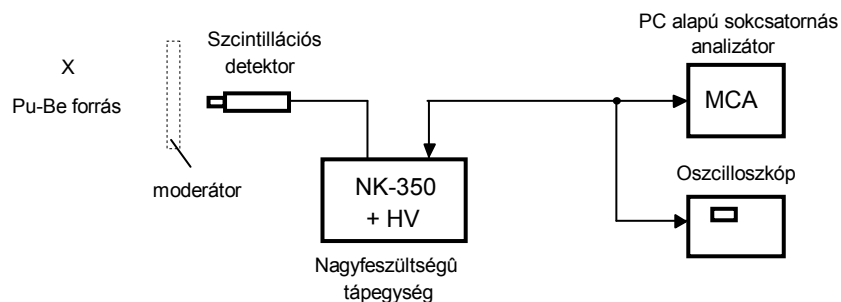 PC alapú sokcsatornás
analizátor
Szcintillációs
detektor
X
Pu-Be forrás
MCA
moderátor
NK-350
+ HV
Oszcilloszkóp
Nagyfeszültségû
tápegység